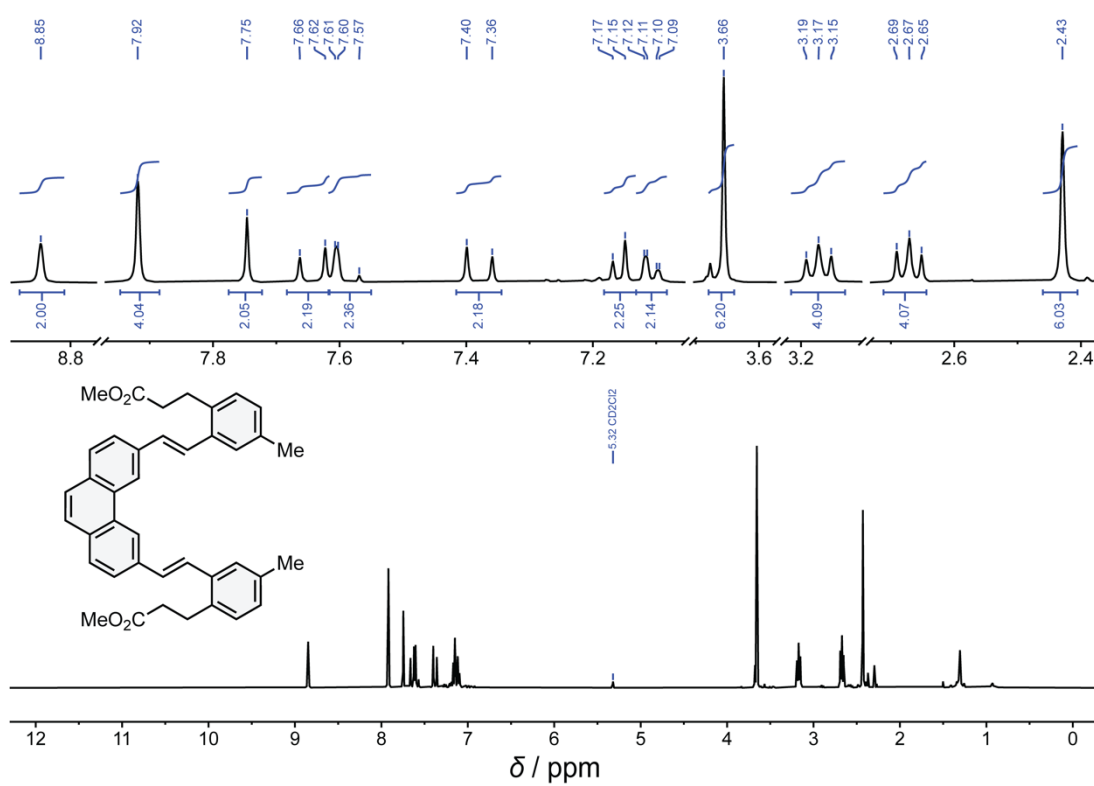 8.85 7.92 7.75 7.66 7.62 7.61 7.60 7.57 7.40 7.36 7.17 7.15 7.12 7.11 7.10 7.09 3.66 3.19 3.17 3.15 2.69 2.67 2.65 2.43
2.00 4.04 2.05 2.19 2.36 2.18 2.25 2.14 6.20 4.09 4.07 6.03
8.8 7.8 7.6 7.4 7.2 3.6 3.2 2.6 2.4
MeO₂C
Me
5.32 CD2Cl2
Me
MeO₂C
12 11 10 9 8 7 6 5 4 3 2 1 0
δ / ppm